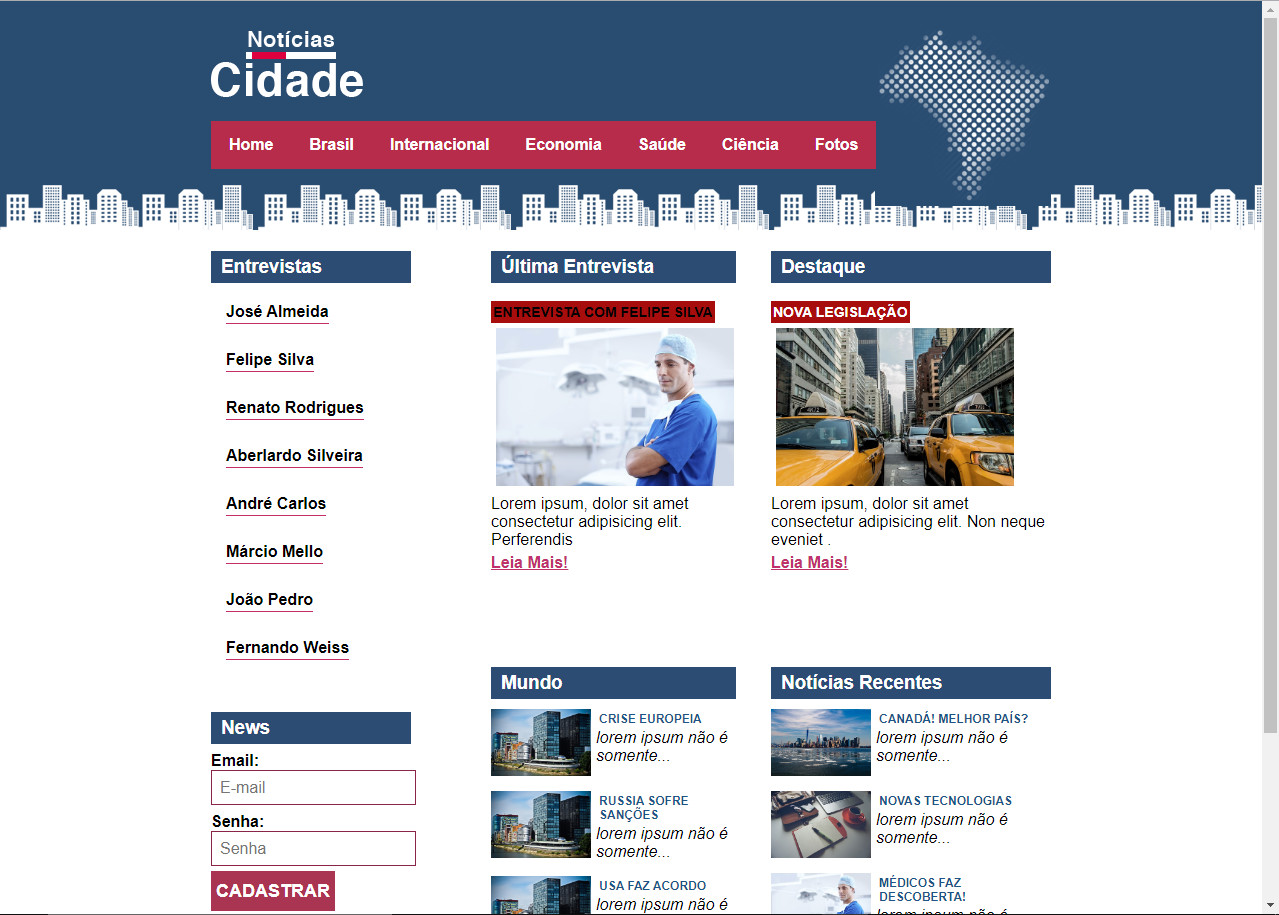 Notícias
Cidade
Home Brasil Internacional Economia Saúde Ciência Fotos
Entrevistas
José Almeida
Felipe Silva
Renato Rodrigues
Aberlardo Silveira
André Carlos
Márcio Mello
João Pedro
Fernando Weiss
News
Email:
E-mail
Senha:
Senha
CADASTRAR
Última Entrevista
ENTREVISTA COM FELIPE SILVA
Lorem ipsum, dolor sit amet
consectetur adipisicing elit.
Perferendis
Leia Mais!
Destaque
NOVA LEGISLAÇÃO
Lorem ipsum, dolor sit amet
consectetur adipisicing elit. Non neque
eveniet .
Leia Mais!
Mundo
CRISE EUROPEIA
lorem ipsum não é
somente...
RUSSIA SOFRE
SANÇÕES
lorem ipsum não é
somente...
USA FAZ ACORDO
lorem ipsum não é
Notícias Recentes
CANADÁ! MELHOR PAÍS?
lorem ipsum não é
somente...
NOVAS TECNOLOGIAS
lorem ipsum não é
somente...
MÉDICOS FAZ
DESCOBERTA!
lorem ipsum não é